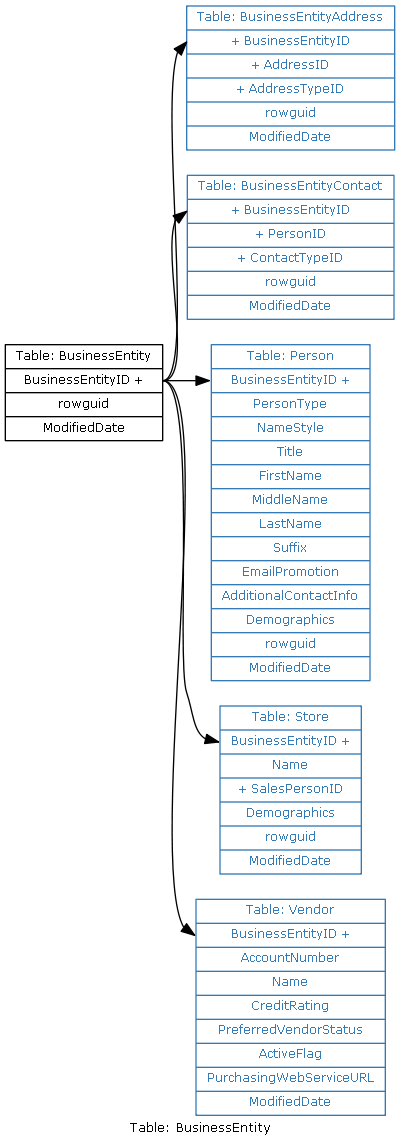 Table: BusinessEntityAddress
+ BusinessEntityID
+ AddressID
+ AddressTypeID
rowguid
ModifiedDate
Table: BusinessEntityContact
+ BusinessEntityID
+ PersonID
+ ContactTypeID
rowguid
ModifiedDate
Table: BusinessEntity
BusinessEntityID +
rowguid
ModifiedDate
Table: Person
BusinessEntityID +
PersonType
NameStyle
Title
FirstName
MiddleName
LastName
Suffix
EmailPromotion
AdditionalContactInfo
Demographics
rowguid
ModifiedDate
Table: Store
BusinessEntityID +
Name
+ SalesPersonID
Demographics
rowguid
ModifiedDate
Table: Vendor
BusinessEntityID +
AccountNumber
Name
CreditRating
PreferredVendorStatus
ActiveFlag
PurchasingWebServiceURL
ModifiedDate
Table: BusinessEntity